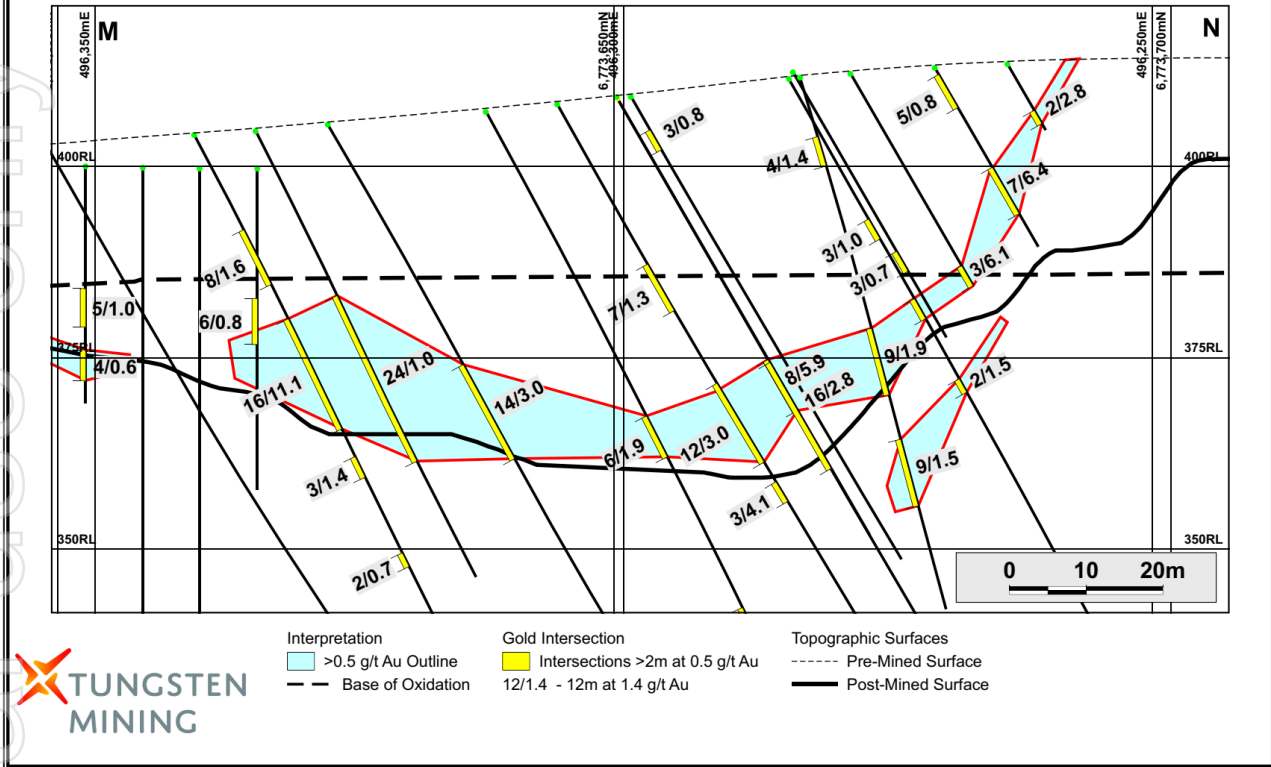 M
N
496,350mE
6,773,650mN
496,300mE
496,250mE
6,773,700mN
3/0.8
5/0.8
2/2.8
4/1.4
400RL
400RL
7/6.4
3/1.0
3/0.7
3/6.1
8/1.6
7/1.3
5/1.0
6/0.8
375RL
375RL
4/0.6
24/1.0
16/11.1
14/3.0
8/5.9
16/2.8
9/1.9
2/1.5
6/1.9
12/3.0
9/1.5
3/1.4
3/4.1
2/0.7
350RL
350RL
0 10 20m
Interpretation
>0.5 g/t Au Outline
Base of Oxidation
Gold Intersection
Intersections >2m at 0.5 g/t Au
12/1.4 - 12m at 1.4 g/t Au
Topographic Surfaces
Pre-Mined Surface
Post-Mined Surface
TUNGSTEN
MINING